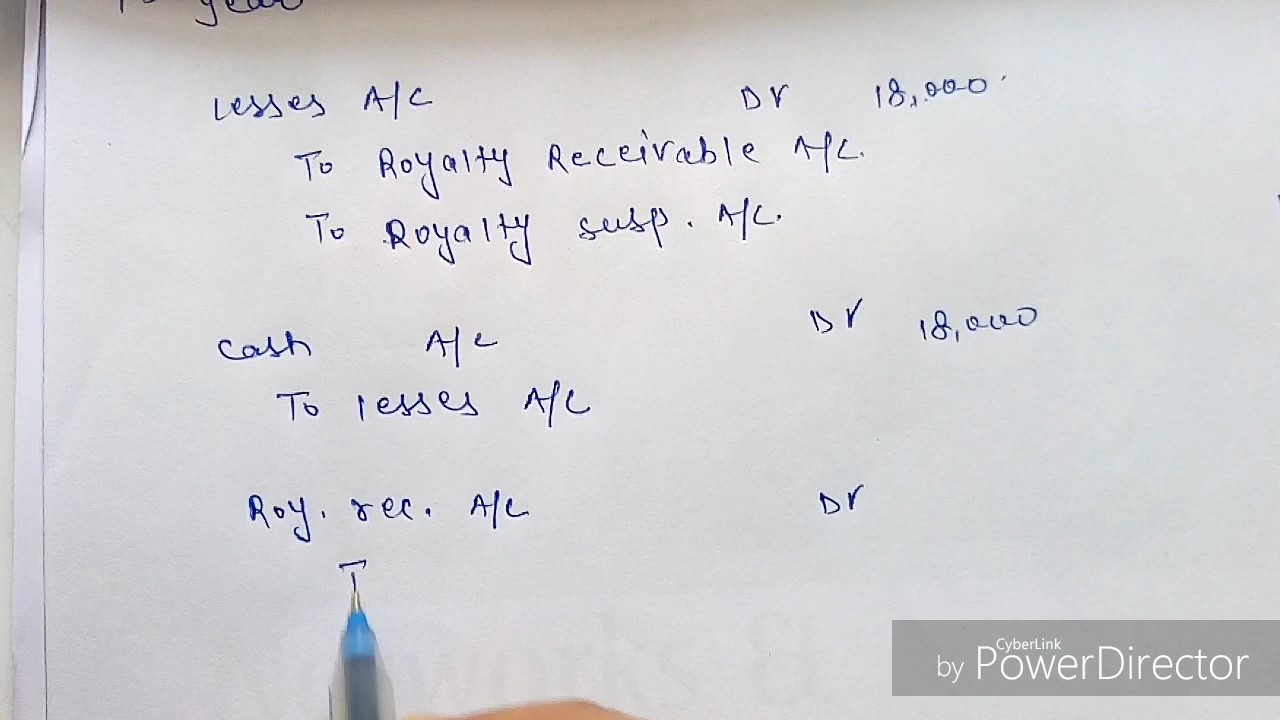 year
Lesses A/c Dr 18,000
To Royalty Receivable A/c.
To Royalty susp. A/c.
Cash A/c Dr 18,000
To lesses A/c
Roy. rec. A/c Dr
T
CyberLink
by PowerDirector